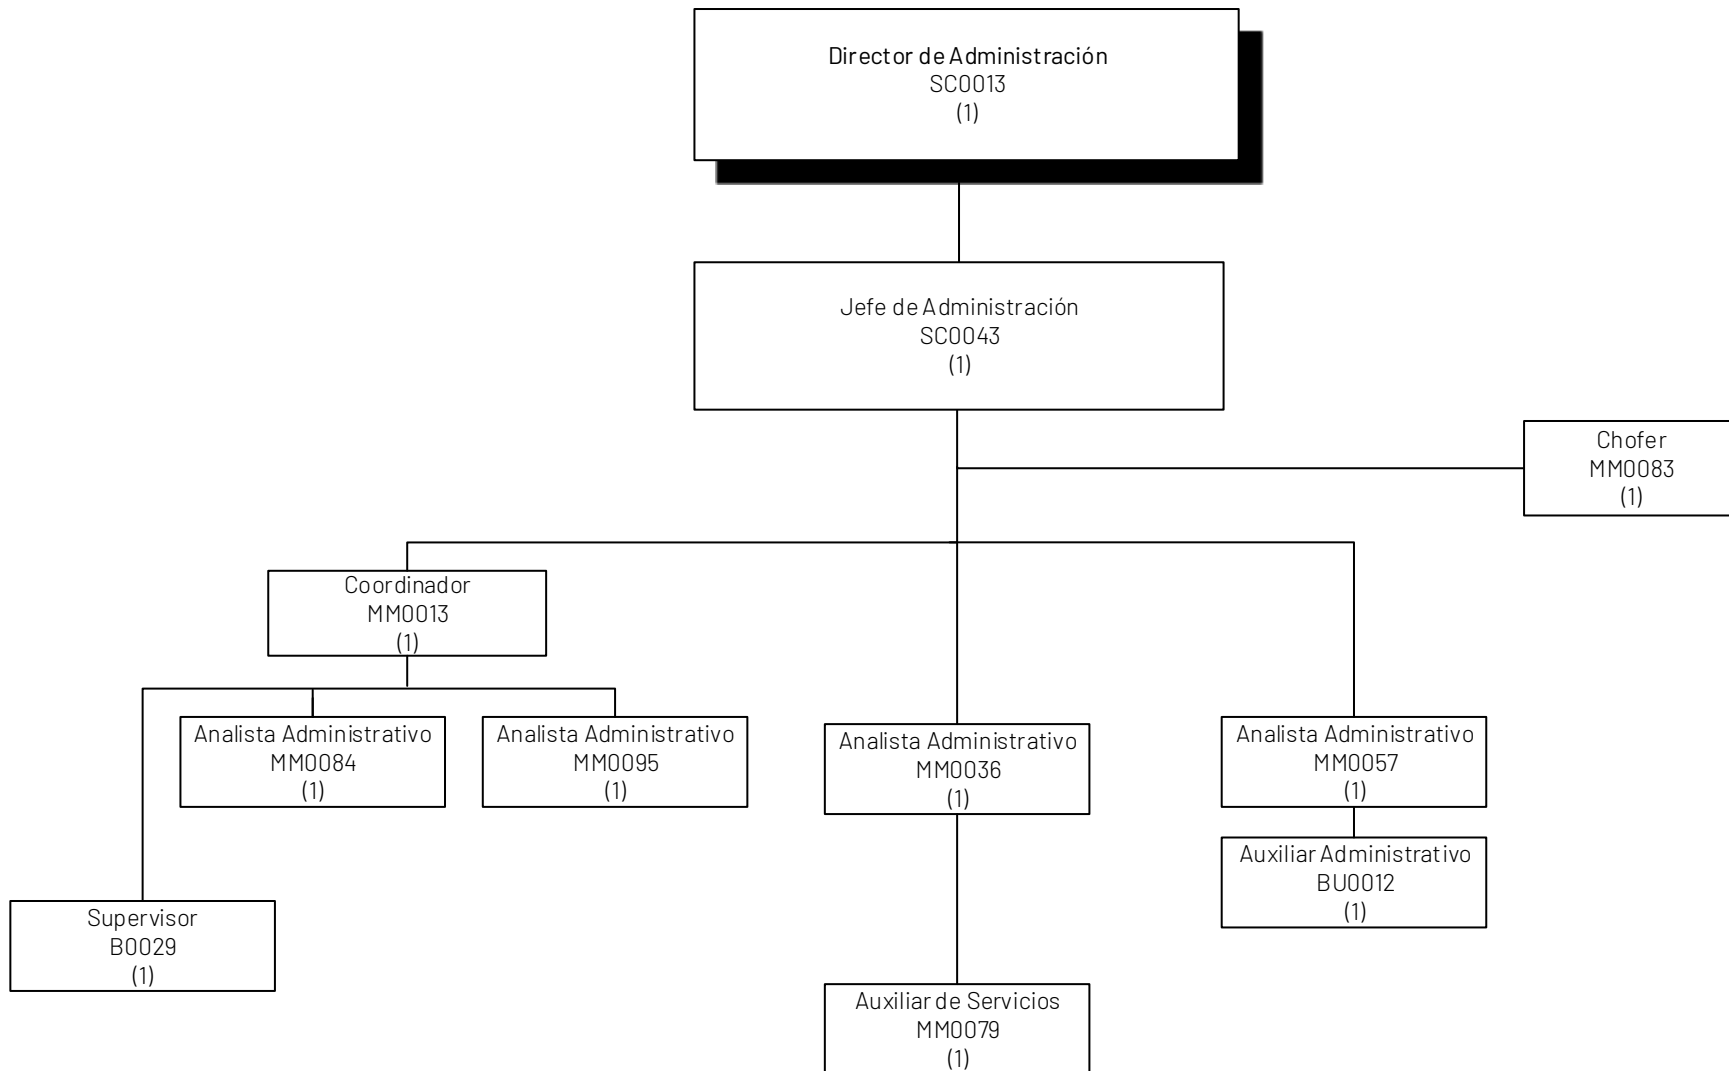 Director de Administración
SC0013
(1)
Jefe de Administración
SC0043
(1)
Chofer
MM0083
(1)
Coordinador
MM0013
(1)
Analista Administrativo
MM0084
(1)
Analista Administrativo
MM0095
(1)
Analista Administrativo
MM0036
(1)
Analista Administrativo
MM0057
(1)
Auxiliar Administrativo
BU0012
(1)
Supervisor
B0029
(1)
Auxiliar de Servicios
MM0079
(1)